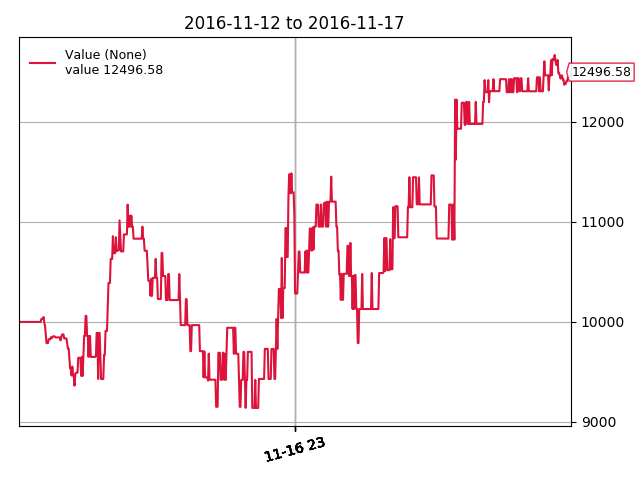 2016-11-12 to 2016-11-17
Value (None)
value 12496.58
12496.58
12000
11000
10000
9000
11-16 23